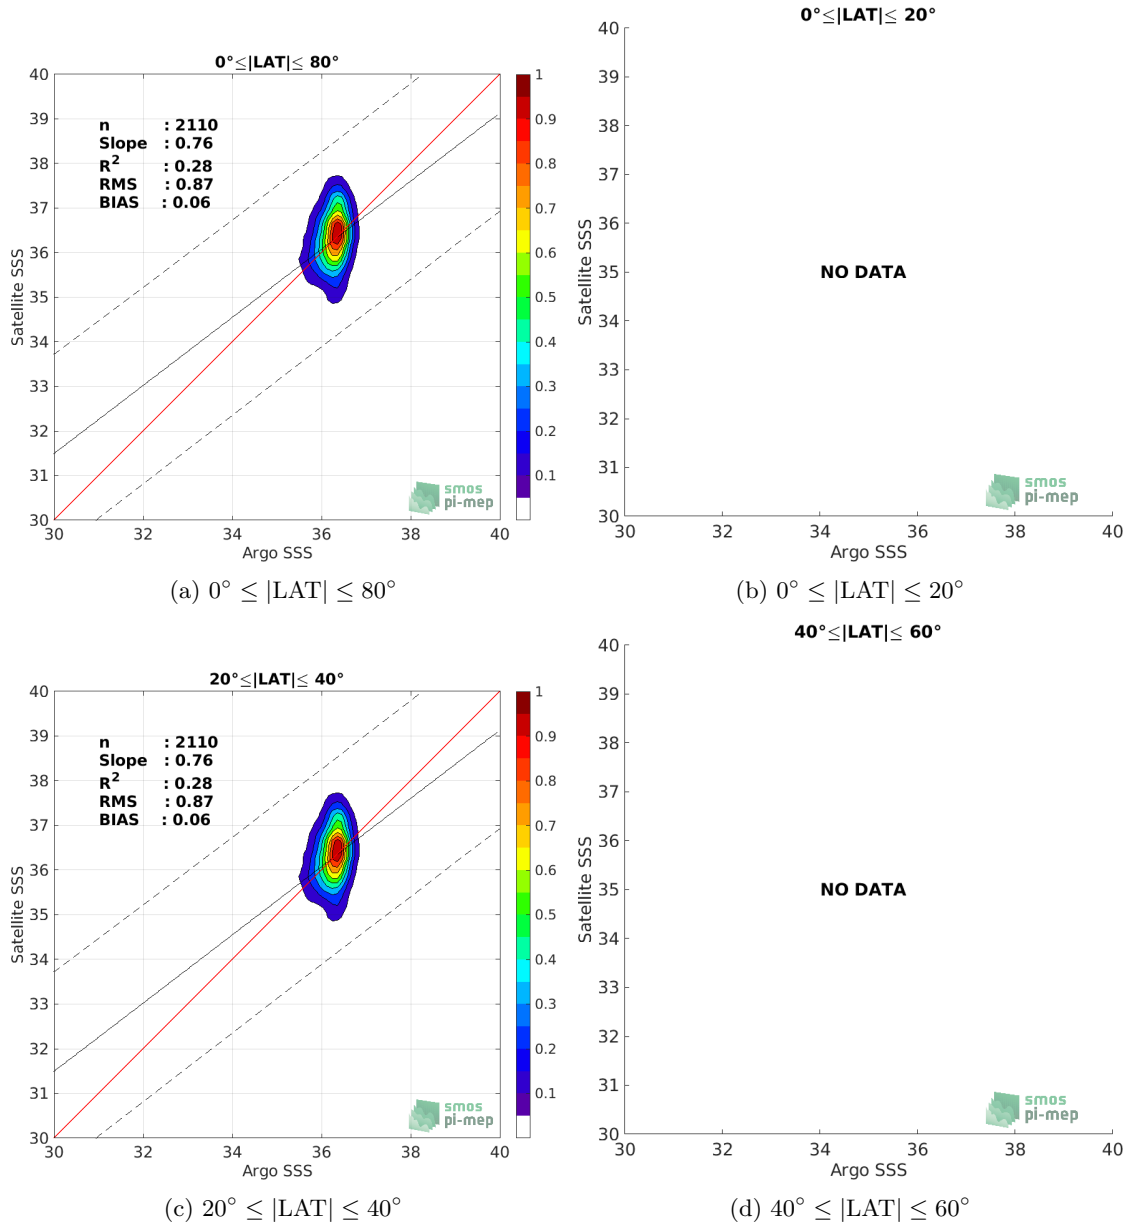 0°≤|LAT|≤ 80°
40
39
38
37
36
35
34
33
32
31
30
Satellite SSS
n : 2110
Slope : 0.76
R2 : 0.28
RMS : 0.87
BIAS : 0.06
smos
pi-mep
30 32 34 36 38 40
Argo SSS
1
0.9
0.8
0.7
0.6
0.5
0.4
0.3
0.2
0.1
(a) 0° ≤ |LAT| ≤ 80°
0°≤|LAT|≤ 20°
40
39
38
37
36
35
34
33
32
31
30
Satellite SSS
NO DATA
smos
pi-mep
30 32 34 36 38 40
Argo SSS
(b) 0° ≤ |LAT| ≤ 20°
20°≤|LAT|≤ 40°
40
39
38
37
36
35
34
33
32
31
30
Satellite SSS
n : 2110
Slope : 0.76
R2 : 0.28
RMS : 0.87
BIAS : 0.06
smos
pi-mep
30 32 34 36 38 40
Argo SSS
1
0.9
0.8
0.7
0.6
0.5
0.4
0.3
0.2
0.1
(c) 20° ≤ |LAT| ≤ 40°
40°≤|LAT|≤ 60°
40
39
38
37
36
35
34
33
32
31
30
Satellite SSS
NO DATA
smos
pi-mep
30 32 34 36 38 40
Argo SSS
(d) 40° ≤ |LAT| ≤ 60°